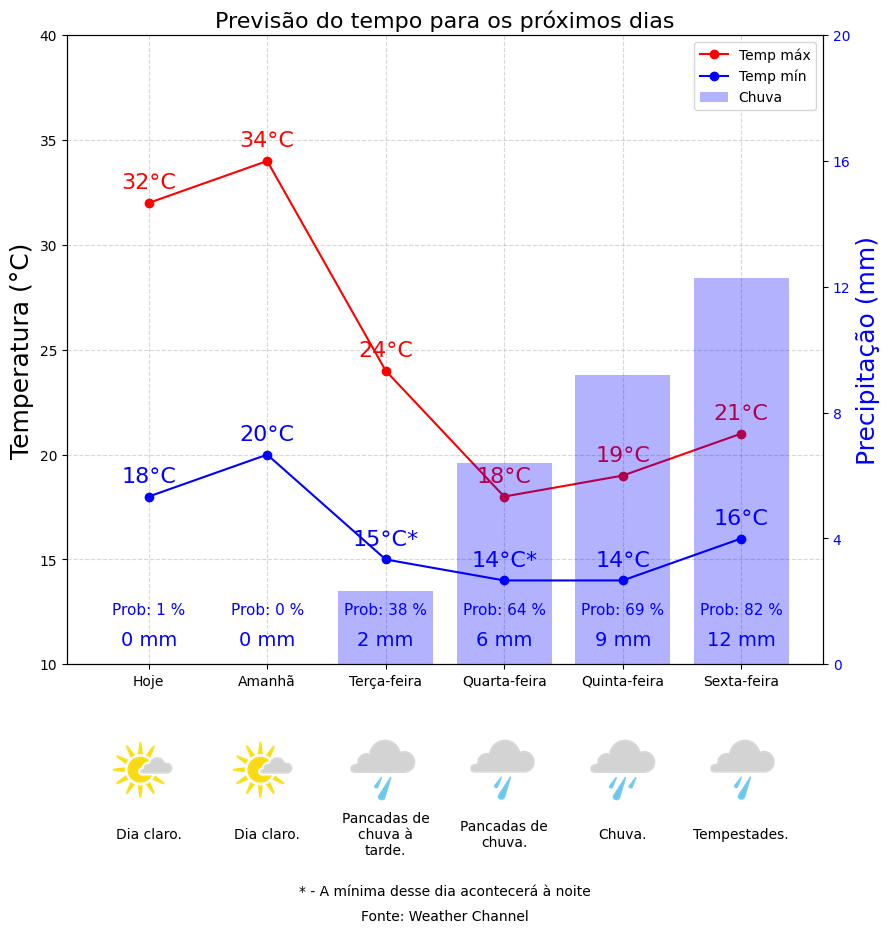 Previsão do tempo para os próximos dias
Temperatura (°C)
Precipitação (mm)
40
35
30
25
20
15
10
20
16
12
8
4
0
Temp máx
Temp mín
Chuva
32°C
34°C
24°C
18°C
19°C
21°C
18°C
20°C
15°C*
14°C*
14°C
16°C
Prob: 1 %
Prob: 0 %
Prob: 38 %
Prob: 64 %
Prob: 69 %
Prob: 82 %
0 mm
0 mm
2 mm
6 mm
9 mm
12 mm
Hoje
Amanhã
Terça-feira
Quarta-feira
Quinta-feira
Sexta-feira
Dia claro.
Dia claro.
Pancadas de
chuva à
tarde.
Pancadas de
chuva.
Chuva.
Tempestades.
* - A mínima desse dia acontecerá à noite
Fonte: Weather Channel